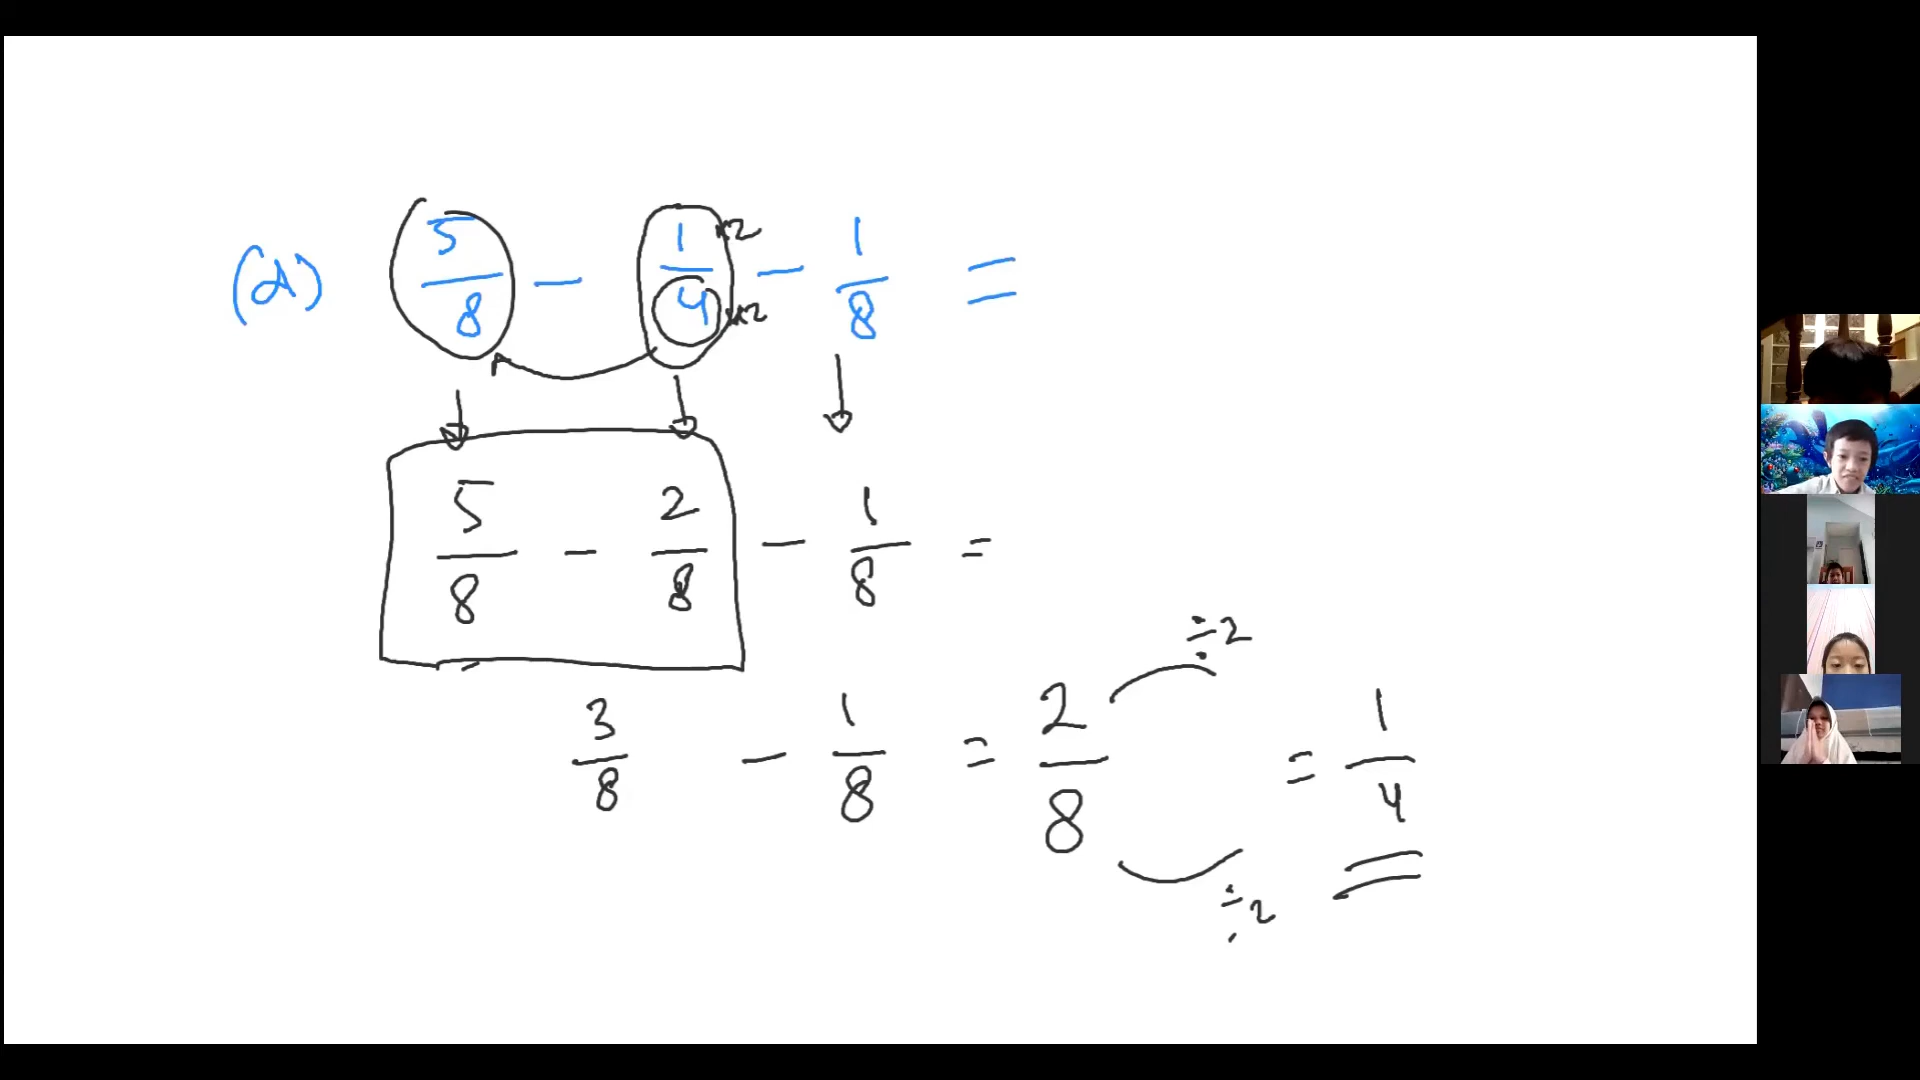 (d) 5/8 - 1/4 - 1/8 =
×2
×2
5/8 - 2/8 - 1/8 =
÷2
3/8 - 1/8 = 2/8 = 1/4
÷2